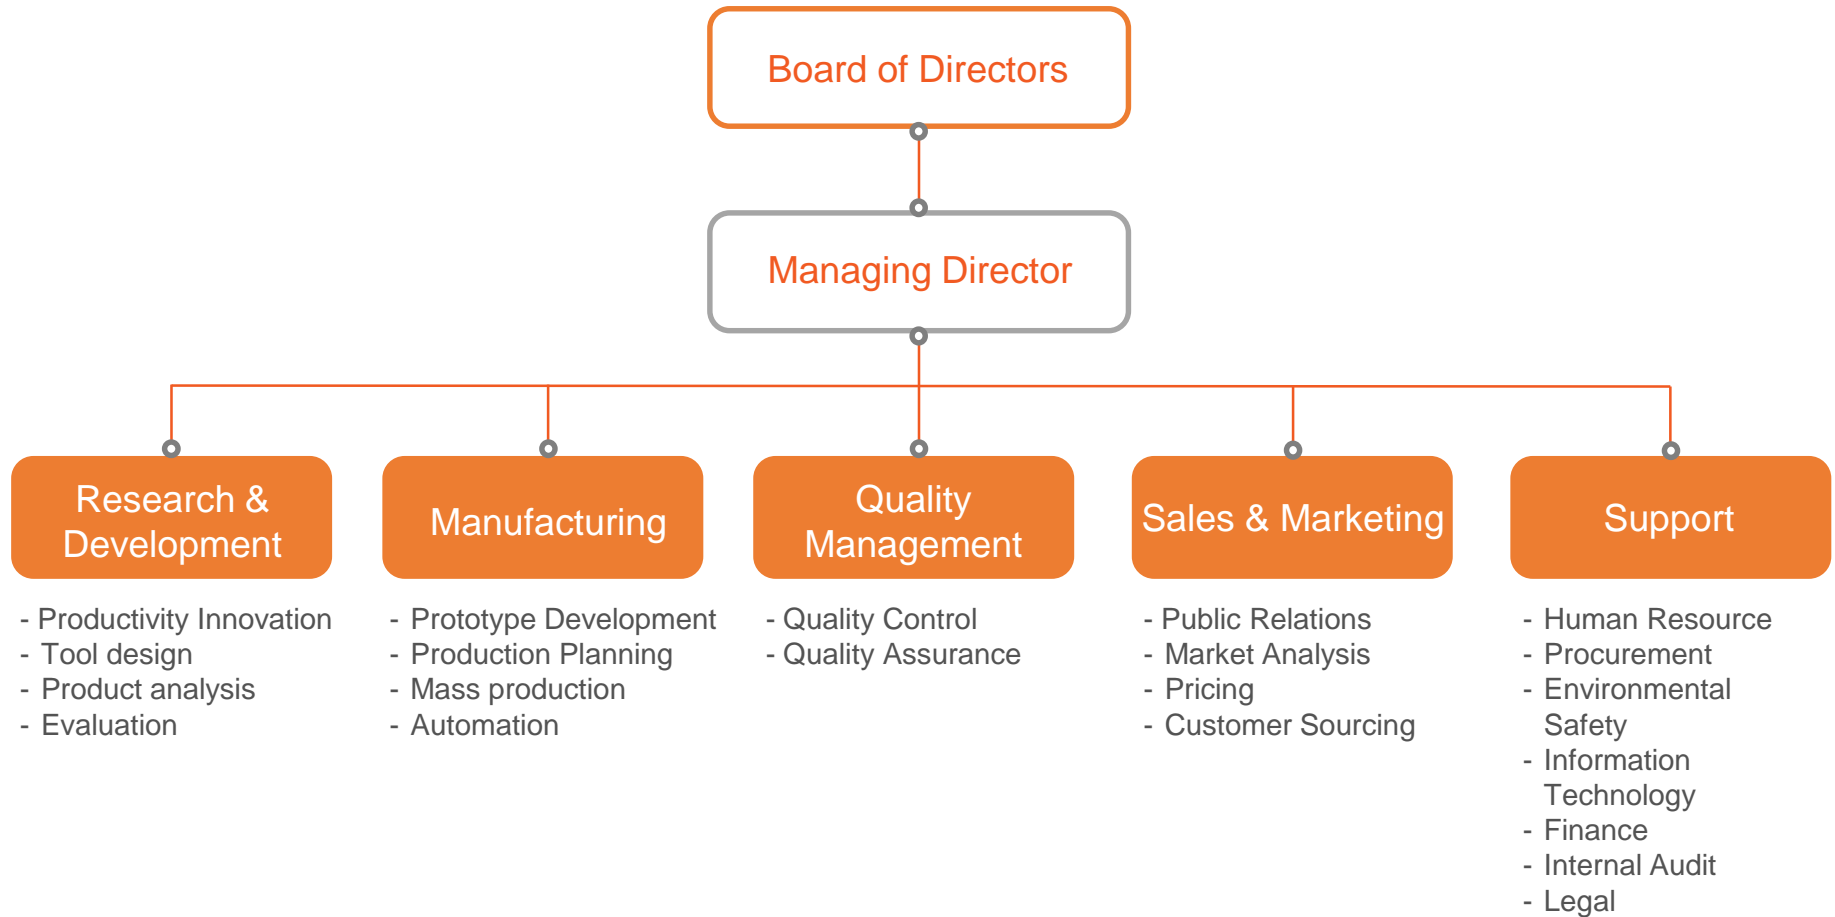 Board of Directors
Managing Director
Research &
Development
- Productivity Innovation
- Tool design
- Product analysis
- Evaluation
Manufacturing
- Prototype Development
- Production Planning
- Mass production
- Automation
Quality
Management
- Quality Control
- Quality Assurance
Sales & Marketing
- Public Relations
- Market Analysis
- Pricing
- Customer Sourcing
Support
- Human Resource
- Procurement
- Environmental
Safety
- Information
Technology
- Finance
- Internal Audit
- Legal